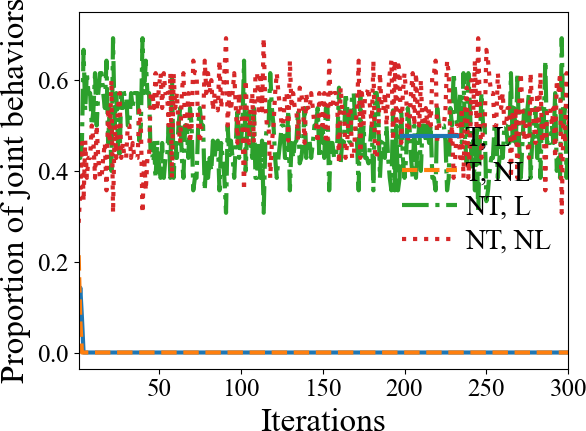 Proportion of joint behaviors
0.6
0.4
0.2
0.0
T, L
T, NL
NT, L
NT, NL
50
100
150
200
250
300
Iterations